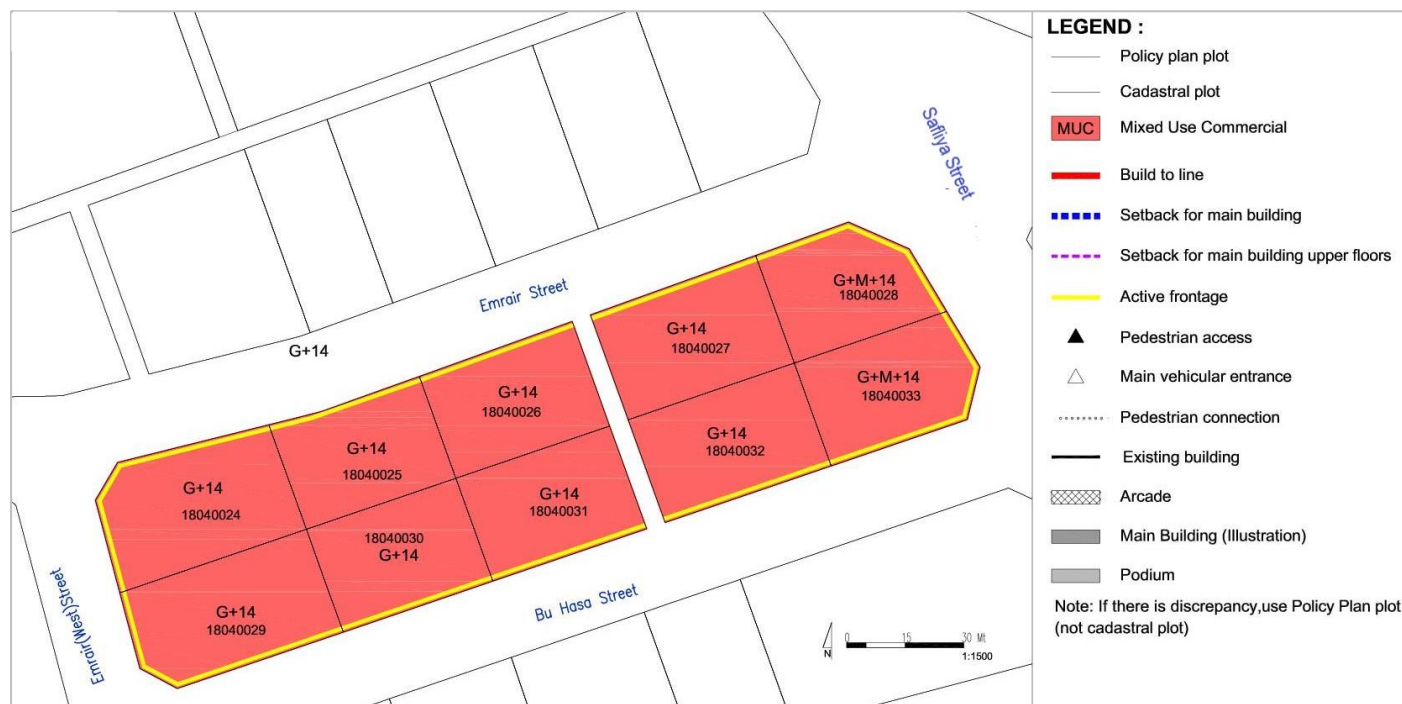 Safliya Street
Emrair Street
G+14
G+M+14
18040028
G+14
18040027
G+M+14
18040033
G+14
18040026
G+14
18040032
G+14
18040025
G+14
18040031
G+14
18040024
18040030
G+14
G+14
18040029
Emrair(West)Street
Bu Hasa Street
N
0 15 30 Mt
1:1500
LEGEND :
Policy plan plot
Cadastral plot
MUC Mixed Use Commercial
Build to line
Setback for main building
Setback for main building upper floors
Active frontage
Pedestrian access
Main vehicular entrance
Pedestrian connection
Existing building
Arcade
Main Building (Illustration)
Podium
Note: If there is discrepancy,use Policy Plan plot
(not cadastral plot)